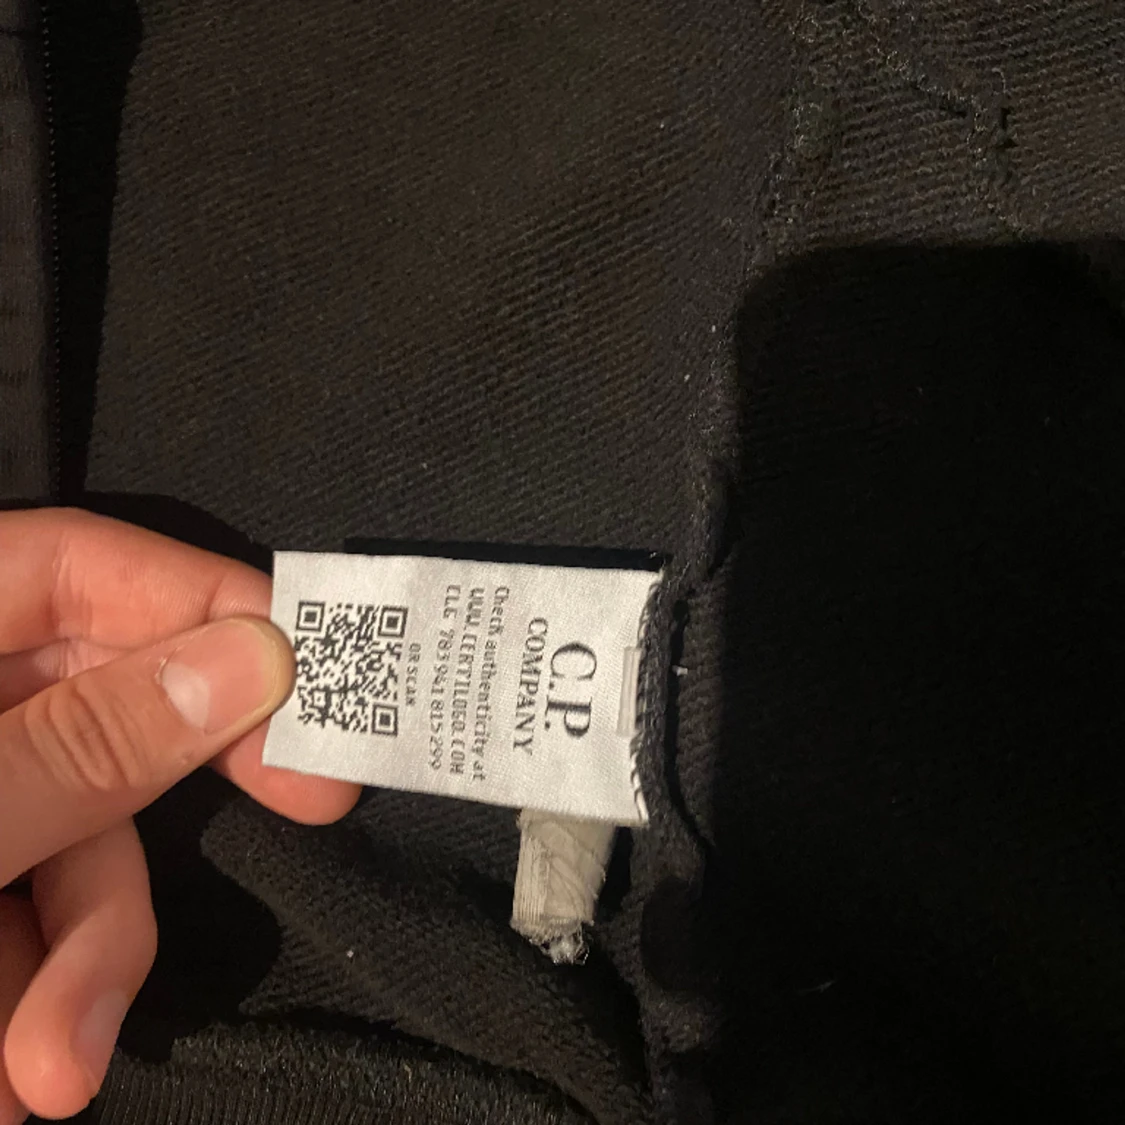 C.P.
COMPANY
Check authenticity at
WWW.CERTILOGO.COM
CLG 783941815299
OR SCAN